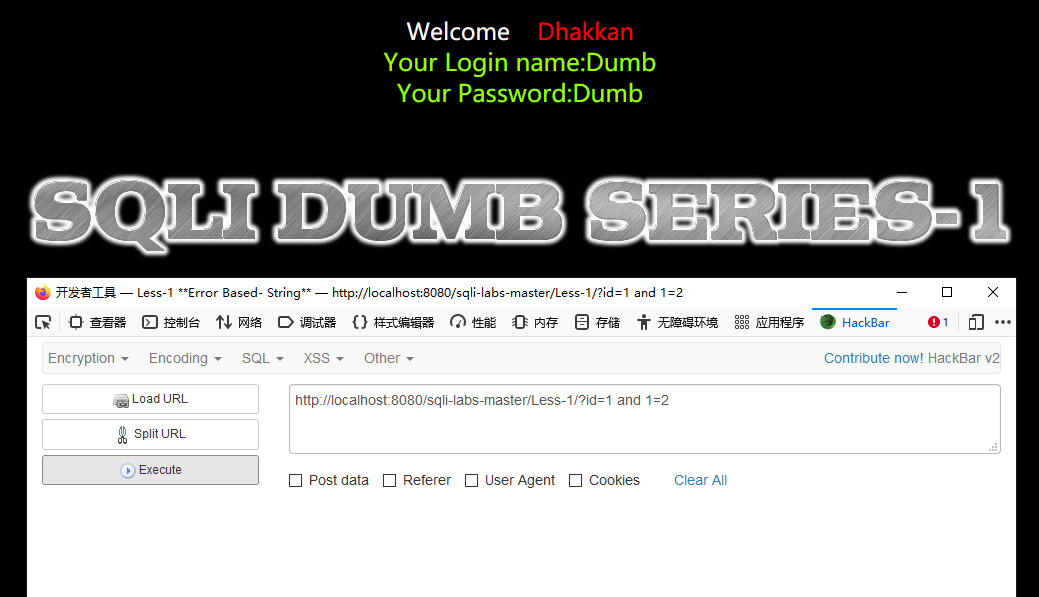 Welcome Dhakkan
Your Login name:Dumb
Your Password:Dumb
SQLI DUMB SERIES-1
开发者工具 — Less-1 **Error Based- String** — http://localhost:8080/sqli-labs-master/Less-1/?id=1 and 1=2
查看器 控制台 网络 调试器 样式编辑器 性能 内存 存储 无障碍环境 应用程序 HackBar 1
Encryption Encoding SQL XSS Other Contribute now! HackBar v2
Load URL
http://localhost:8080/sqli-labs-master/Less-1/?id=1 and 1=2
Split URL
Execute
Post data Referer User Agent Cookies Clear All